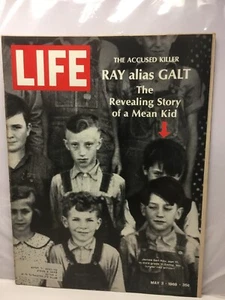 LIFE
THE ACCUSED KILLER
RAY alias GALT
The
Revealing Story
of a Mean Kid
MAY 3 · 1968 · 35¢